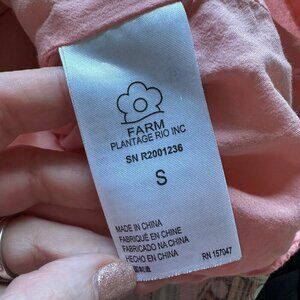 FARM
PLANTAGE RIO INC
SN R2001236
S
MADE IN CHINA
FABRIQUÉ EN CHINE
FABRICADO NA CHINA
HECHO EN CHINA
RN 157047